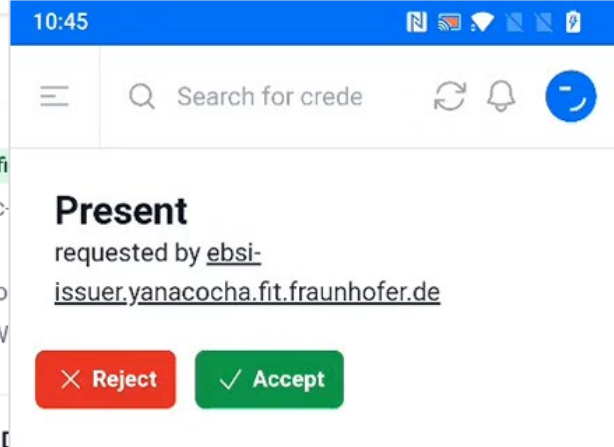 10:45
Search for crede
Present
requested by ebsi-
issuer.yanacocha.fit.fraunhofer.de
Reject
Accept